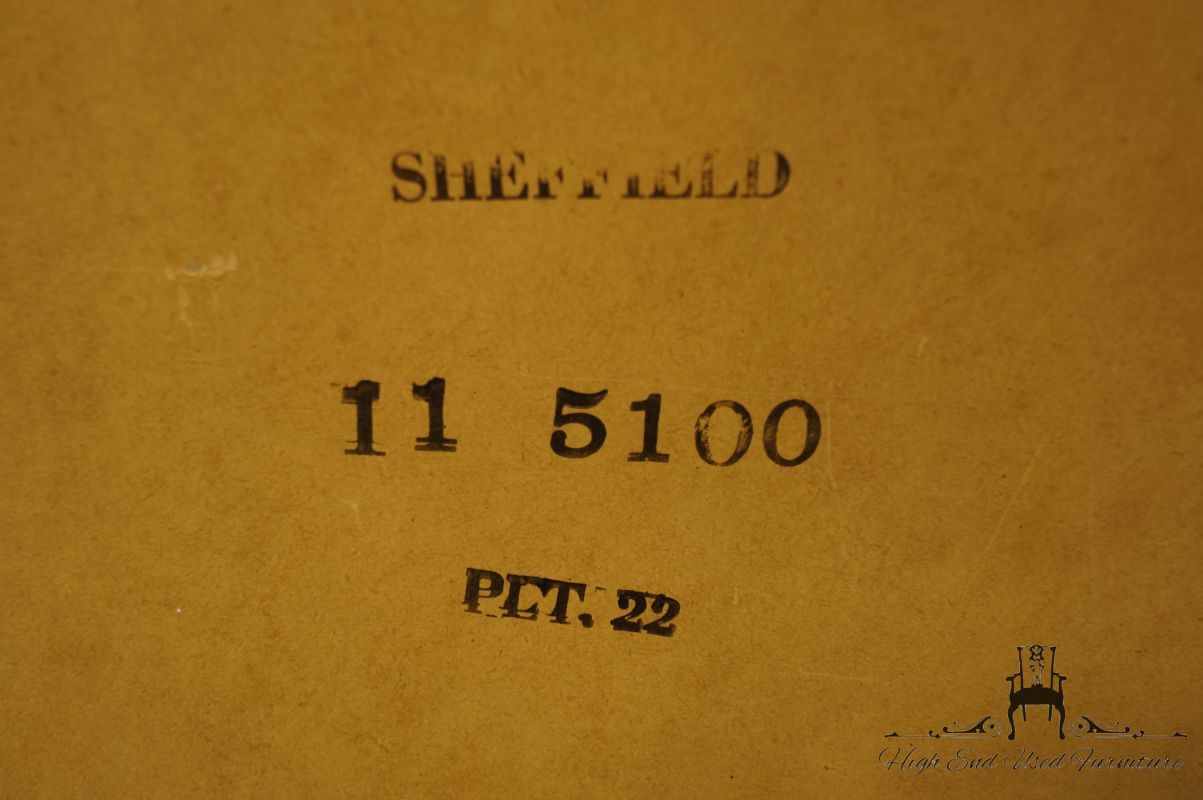 SHEFFIELD
11 5100
PLT. 22
High End Used Furniture